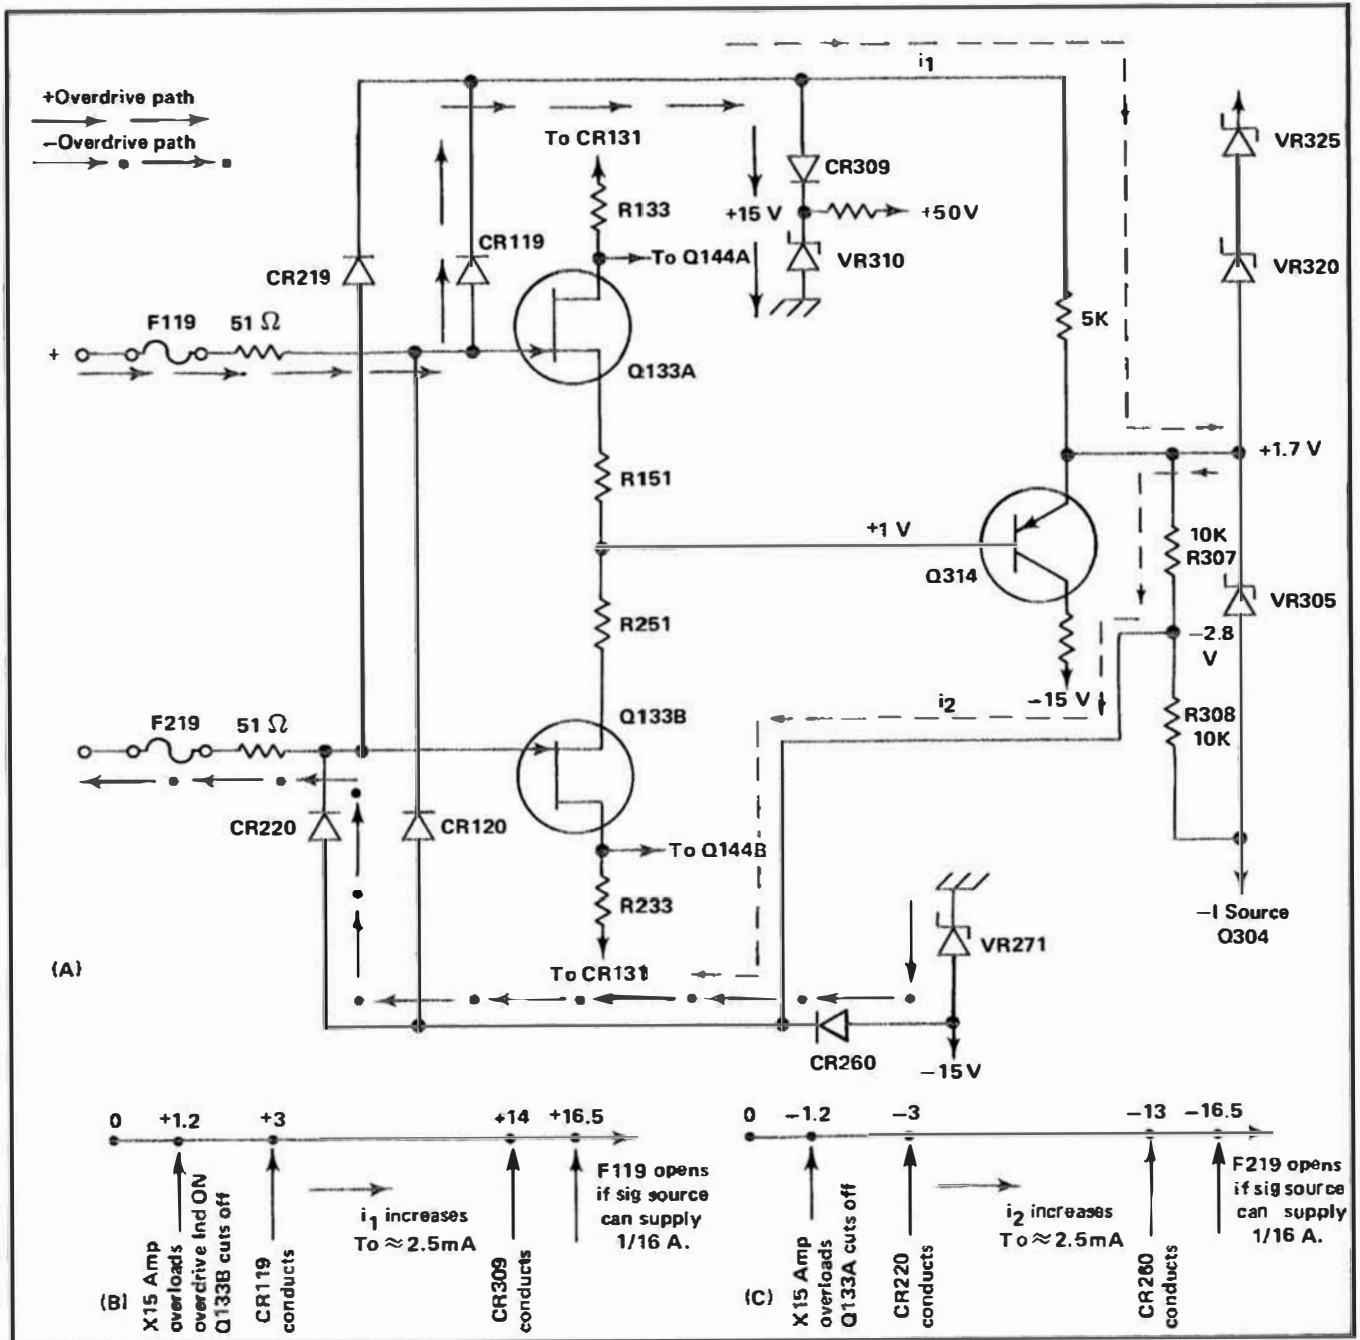 +Overdrive path
−Overdrive path
i1
To CR131
R133
To Q144A
CR219
CR119
F119
51 Ω
+
Q133A
CR309
+15 V
+50V
VR310
VR325
VR320
5K
+1.7 V
R151
+1 V
Q314
10K
R307
VR305
−2.8
V
R251
−15 V
i2
R308
10K
F219
51 Ω
Q133B
CR220
CR120
To Q144B
R233
To CR131
VR271
−I Source
Q304
(A)
CR260
−15V
0
+1.2
+3
+14
+16.5
X15 Amp
overloads
overdrive Ind ON
Q133B cuts off
CR119
conducts
i1 increases
To ≈ 2.5mA
CR309
conducts
F119 opens
if sig source
can supply
1/16 A.
(B)
0
−1.2
−3
−13
−16.5
X15 Amp
overloads
Q133A cuts off
CR220
conducts
i2 increases
To ≈ 2.5mA
CR260
conducts
F219 opens
if sig source
can supply
1/16 A.
(C)